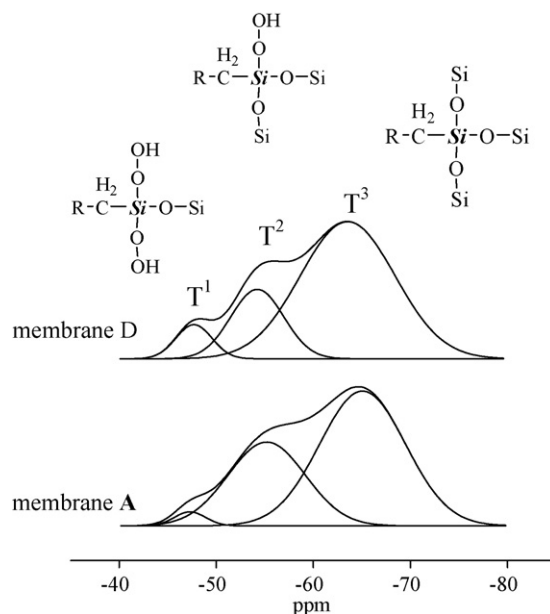 OH
O
H₂
R-C-Si-O-Si
O
Si
Si
O
H₂
R-C-Si-O-Si
O
Si
OH
O
H₂
R-C-Si-O-Si
O
OH
T¹
T²
T³
membrane D
membrane A
-40 -50 -60 -70 -80
ppm